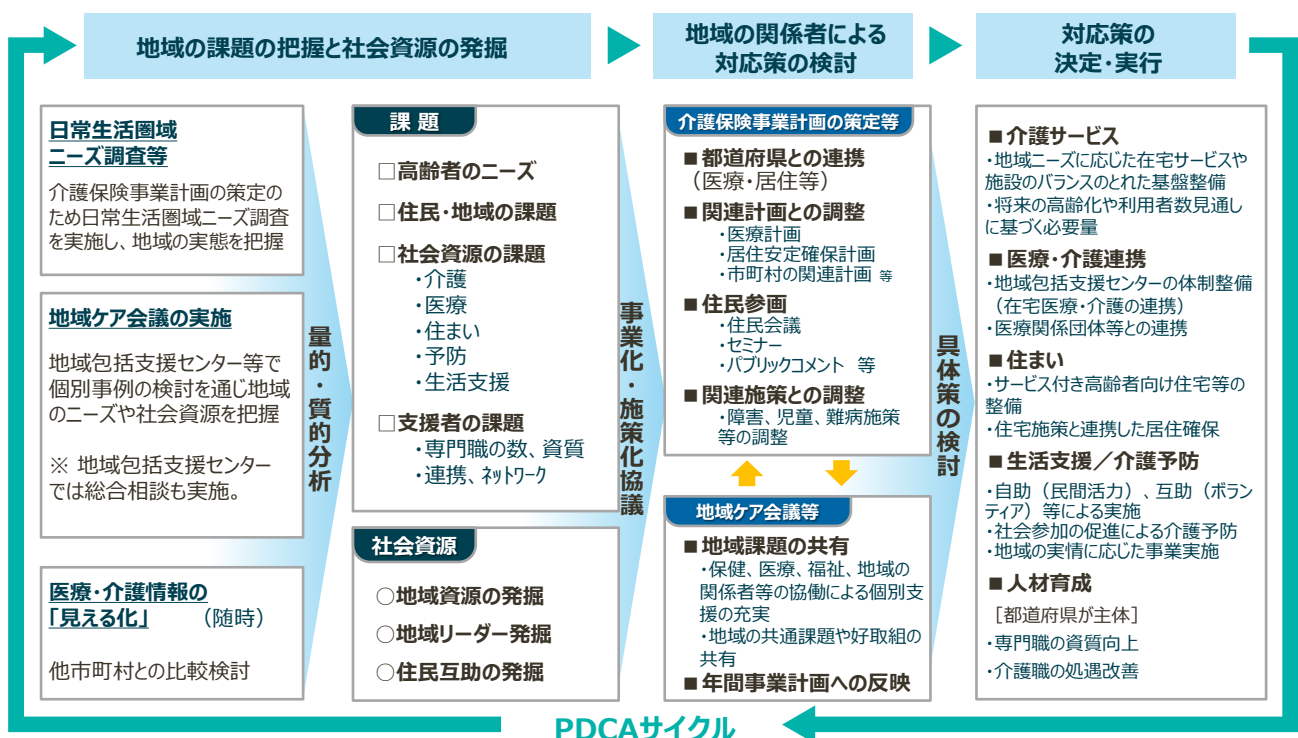 地域の課題の把握と社会資源の発掘
地域の関係者による
対応策の検討
対応策の
決定・実行
日常生活圏域
ニーズ調査等
介護保険事業計画の策定の
ため日常生活圏域ニーズ調査
を実施し、地域の実態を把握
地域ケア会議の実施
地域包括支援センター等で
個別事例の検討を通じ地域
のニーズや社会資源を把握
※ 地域包括支援センター
では総合相談も実施。
医療・介護情報の
「見える化」 （随時）
他市町村との比較検討
量的・質的分析
課 題
□高齢者のニーズ
□住民・地域の課題
□社会資源の課題
・介護
・医療
・住まい
・予防
・生活支援
□支援者の課題
・専門職の数、資質
・連携、ﾈｯﾄﾜｰｸ
社会資源
○地域資源の発掘
○地域リーダー発掘
○住民互助の発掘
事業化・施策化協議
介護保険事業計画の策定等
■都道府県との連携
（医療・居住等）
■関連計画との調整
・医療計画
・居住安定確保計画
・市町村の関連計画 等
■住民参画
・住民会議
・セミナー
・パブリックコメント 等
■関連施策との調整
・障害、児童、難病施策
等の調整
地域ケア会議等
■地域課題の共有
・保健、医療、福祉、地域の
関係者等の協働による個別支
援の充実
・地域の共通課題や好取組の
共有
■年間事業計画への反映
具体策の検討
■介護サービス
・地域ニーズに応じた在宅サービスや
施設のバランスのとれた基盤整備
・将来の高齢化や利用者数見通し
に基づく必要量
■医療・介護連携
・地域包括支援センターの体制整備
（在宅医療・介護の連携）
・医療関係団体等との連携
■住まい
・サービス付き高齢者向け住宅等の
整備
・住宅施策と連携した居住確保
■生活支援／介護予防
・自助（民間活力）、互助（ボラン
ティア）等による実施
・社会参加の促進による介護予防
・地域の実情に応じた事業実施
■人材育成
［都道府県が主体］
・専門職の資質向上
・介護職の処遇改善
PDCAサイクル